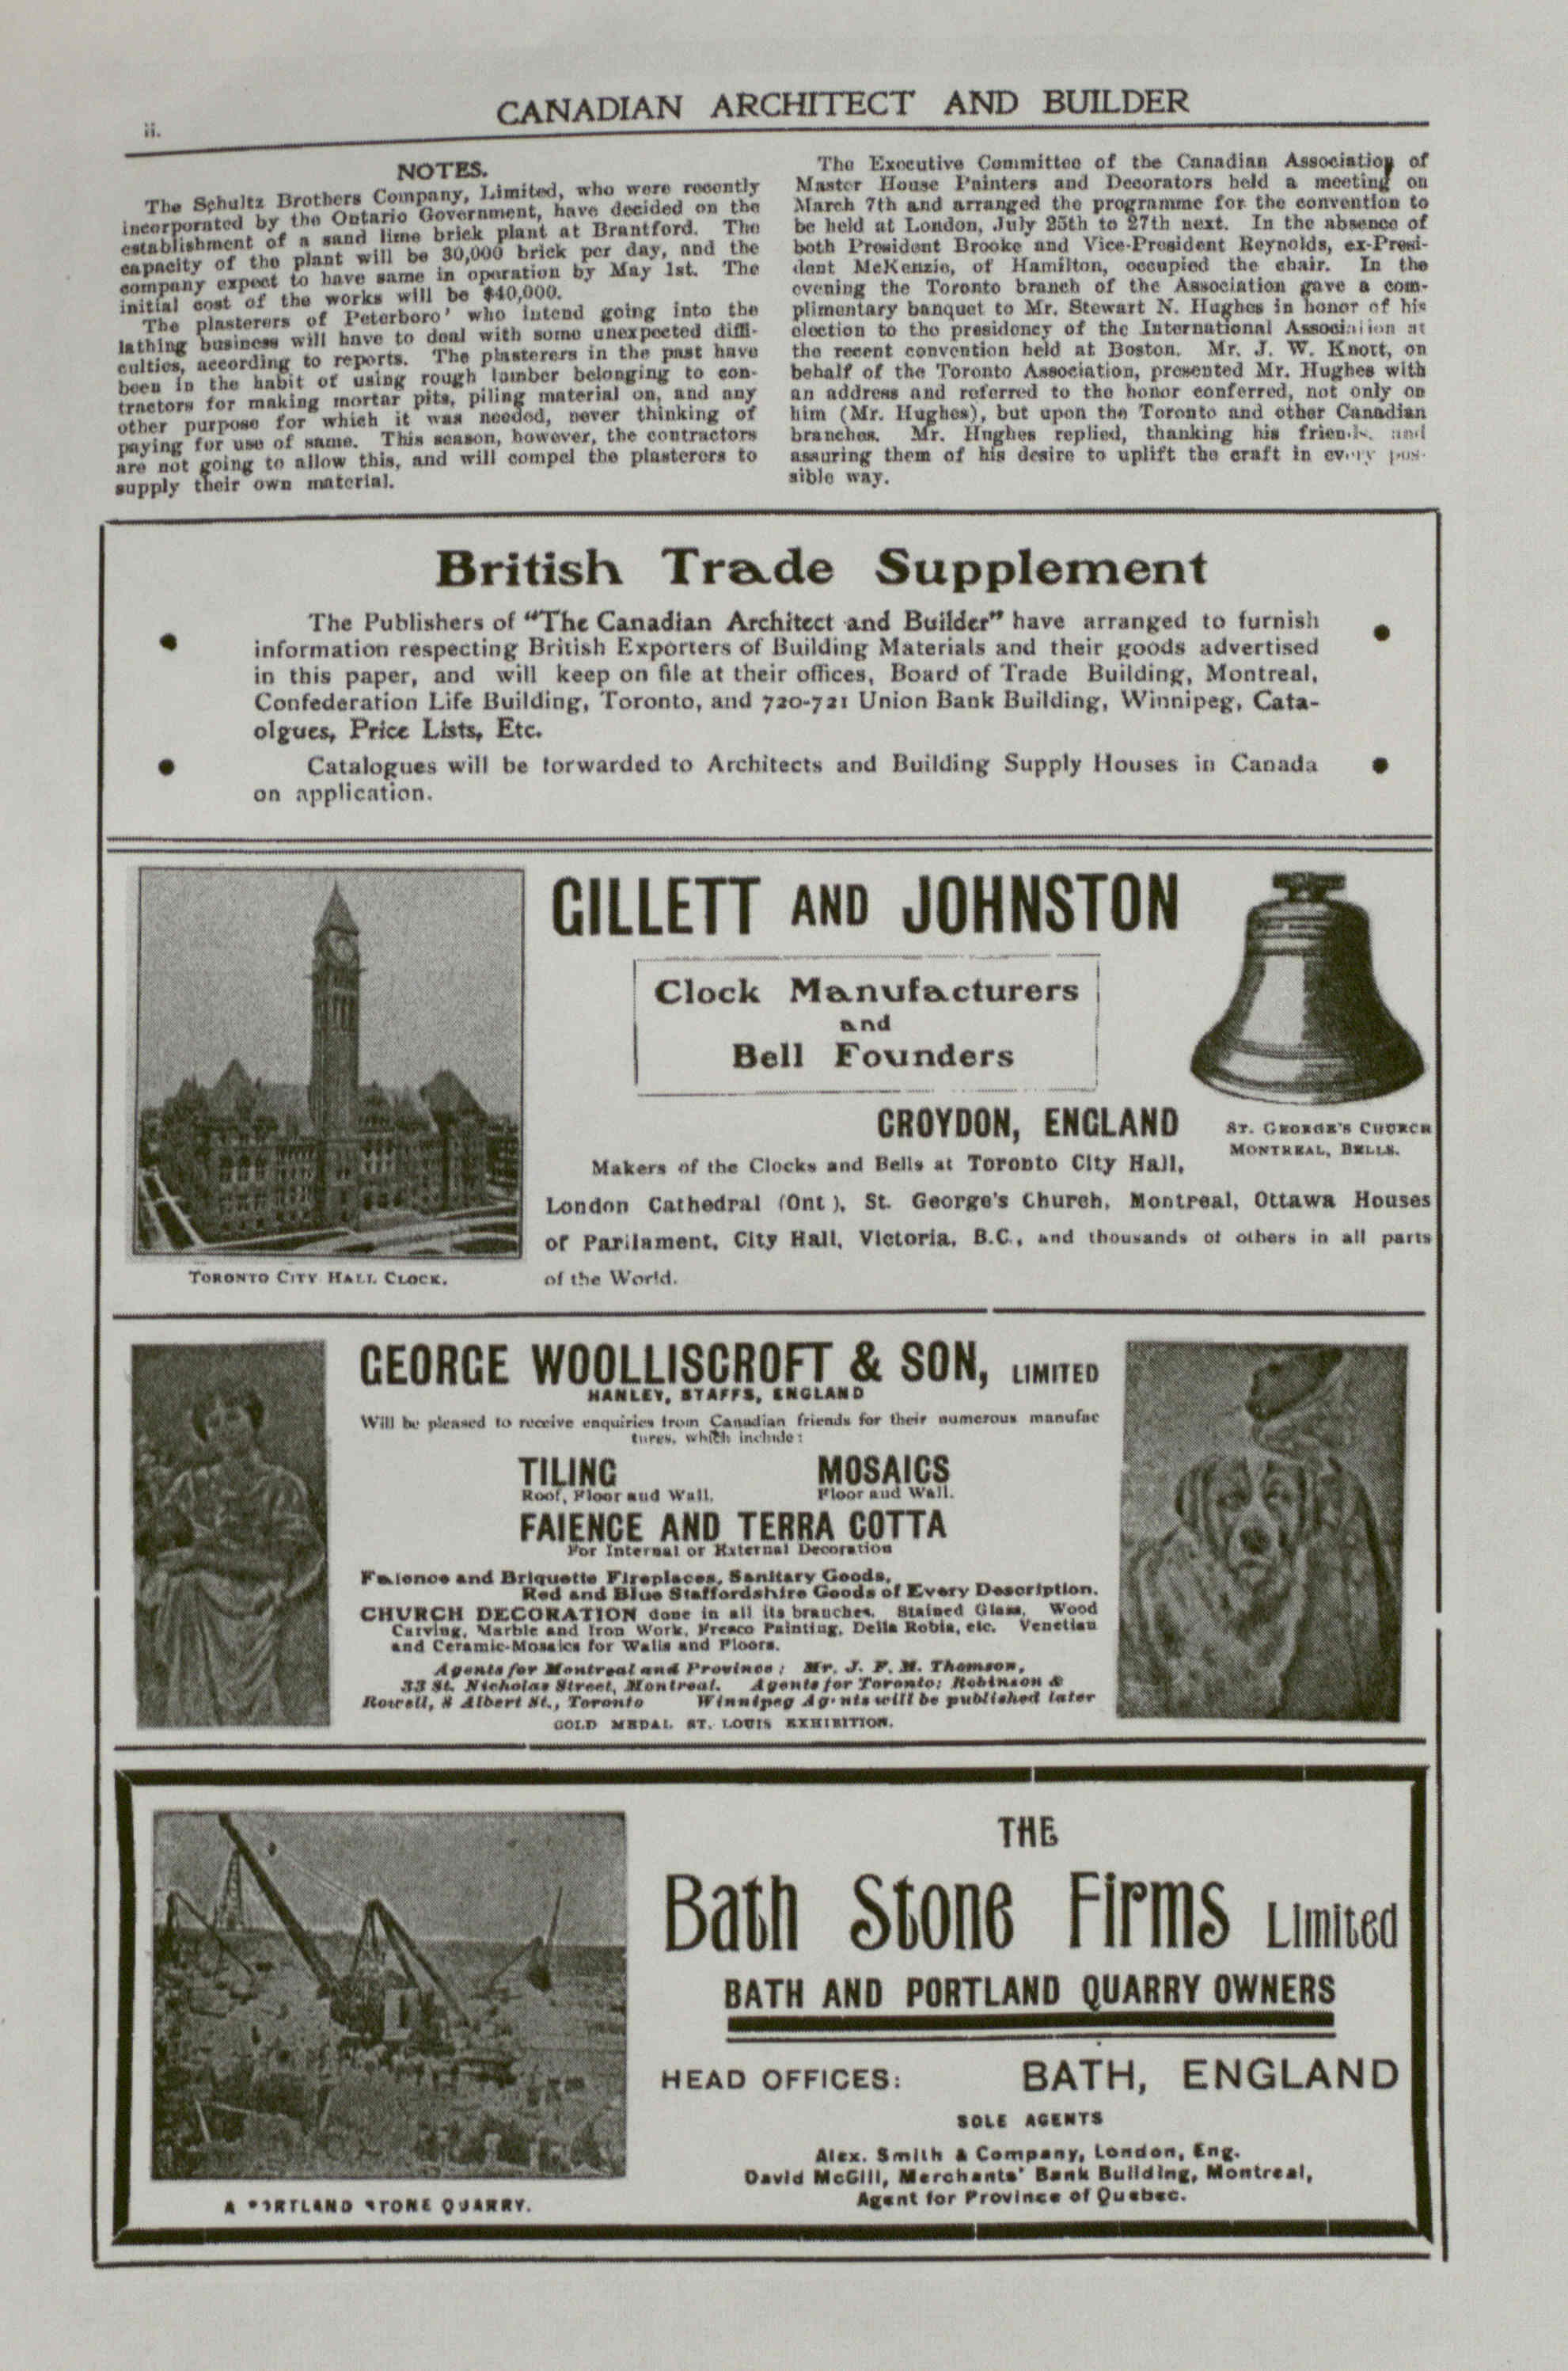 ii.
CANADIAN ARCHITECT AND BUILDER
NOTES.
The Schultz Brothers Company, Limited, who were recently
incorporated by the Ontario Government, have decided on the
establishment of a sand lime brick plant at Brantford. The
capacity of the plant will be 30,000 brick per day, and the
company expect to have same in operation by May 1st. The
initial cost of the works will be $40,000.
The plasterers of Peterboro' who intend going into the
lathing business will have to deal with some unexpected diffi-
culties, according to reports. The plasterers in the past have
been in the habit of using rough lumber belonging to con-
tractors for making mortar pits, piling material on, and any
other purpose for which it was needed, never thinking of
paying for use of same. This season, however, the contractors
are not going to allow this, and will compel the plasterers to
supply their own material.
The Executive Committee of the Canadian Association of
Master House Painters and Decorators held a meeting on
March 7th and arranged the programme for the convention to
be held at London, July 25th to 27th next. In the absence of
both President Brooke and Vice-President Reynolds, ex-Presi-
dent McKenzie, of Hamilton, occupied the chair. In the
evening the Toronto branch of the Association gave a com-
plimentary banquet to Mr. Stewart N. Hughes in honor of his
election to the presidency of the International Association at
the recent convention held at Boston. Mr. J. W. Knott, on
behalf of the Toronto Association, presented Mr. Hughes with
an address and referred to the honor conferred, not only on
him (Mr. Hughes), but upon the Toronto and other Canadian
branches. Mr. Hughes replied, thanking his friends, and
assuring them of his desire to uplift the craft in every pos-
sible way.
British Trade Supplement
The Publishers of "The Canadian Architect and Builder" have arranged to furnish
information respecting British Exporters of Building Materials and their goods advertised
in this paper, and will keep on file at their offices, Board of Trade Building, Montreal,
Confederation Life Building, Toronto, and 720-721 Union Bank Building, Winnipeg, Cata-
olgues, Price Lists, Etc.
Catalogues will be forwarded to Architects and Building Supply Houses in Canada
on application.
GILLETT AND JOHNSTON
Clock Manufacturers
and
Bell Founders
CROYDON, ENGLAND
ST. GEORGE'S CHURCH
MONTREAL, BELLS.
Makers of the Clocks and Bells at Toronto City Hall,
London Cathedral (Ont ), St. George's Church, Montreal, Ottawa Houses
of Parliament, City Hall, Victoria, B.C., and thousands of others in all parts
of the World.
TORONTO CITY HALL CLOCK.
GEORGE WOOLLISCROFT & SON, LIMITED
HANLEY, STAFFS, ENGLAND
Will be pleased to receive enquiries from Canadian friends for their numerous manufac
tures, which include:
TILING
Roof, Floor and Wall.
MOSAICS
Floor and Wall.
FAIENCE AND TERRA COTTA
For Internal or External Decoration
Faience and Briquette Fireplaces, Sanitary Goods,
Red and Blue Staffordshire Goods of Every Description.
CHURCH DECORATION done in all its branches. Stained Glass, Wood
Carving, Marble and Iron Work, Fresco Painting, Della Robia, etc. Venetian
and Ceramic-Mosaics for Walls and Floors.
Agents for Montreal and Province: Mr. J. F. M. Thomson,
33 St. Nicholas Street, Montreal. Agents for Toronto: Robinson &
Rowell, 8 Albert St., Toronto Winnipeg Agents will be published later
GOLD MEDAL ST. LOUIS EXHIBITION.
THE
Bath Stone Firms Limited
BATH AND PORTLAND QUARRY OWNERS
HEAD OFFICES: BATH, ENGLAND
SOLE AGENTS
Alex. Smith & Company, London, Eng.
David McGill, Merchants' Bank Building, Montreal,
Agent for Province of Quebec.
A PORTLAND STONE QUARRY.